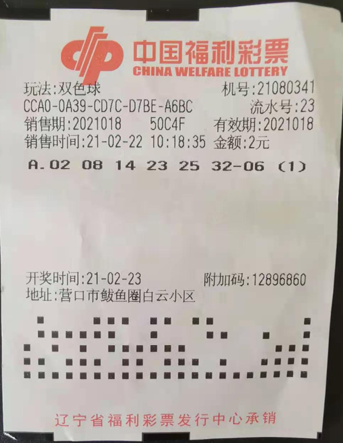 中国福利彩票
CHINA WELFARE LOTTERY
玩法:双色球 机号:21080341
CCA0-0A39-CD7C-D7BE-A6BC 流水号:23
销售期:2021018 50C4F 有效期:2021018
销售时间:21-02-22 10:18:35 金额:2元
A.02 08 14 23 25 32-06 (1)
开奖时间:21-02-23 附加码:12896860
地址:营口市鲅鱼圈白云小区
辽宁省福利彩票发行中心承销